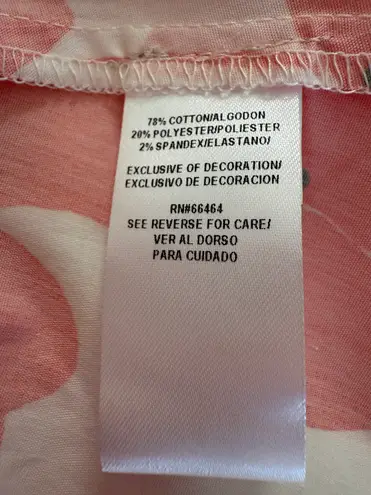 78% COTTON/ALGODON
20% POLYESTER/POLIESTER
2% SPANDEX/ELASTANO/
EXCLUSIVE OF DECORATION/
EXCLUSIVO DE DECORACION
RN#66464
SEE REVERSE FOR CARE/
VER AL DORSO
PARA CUIDADO